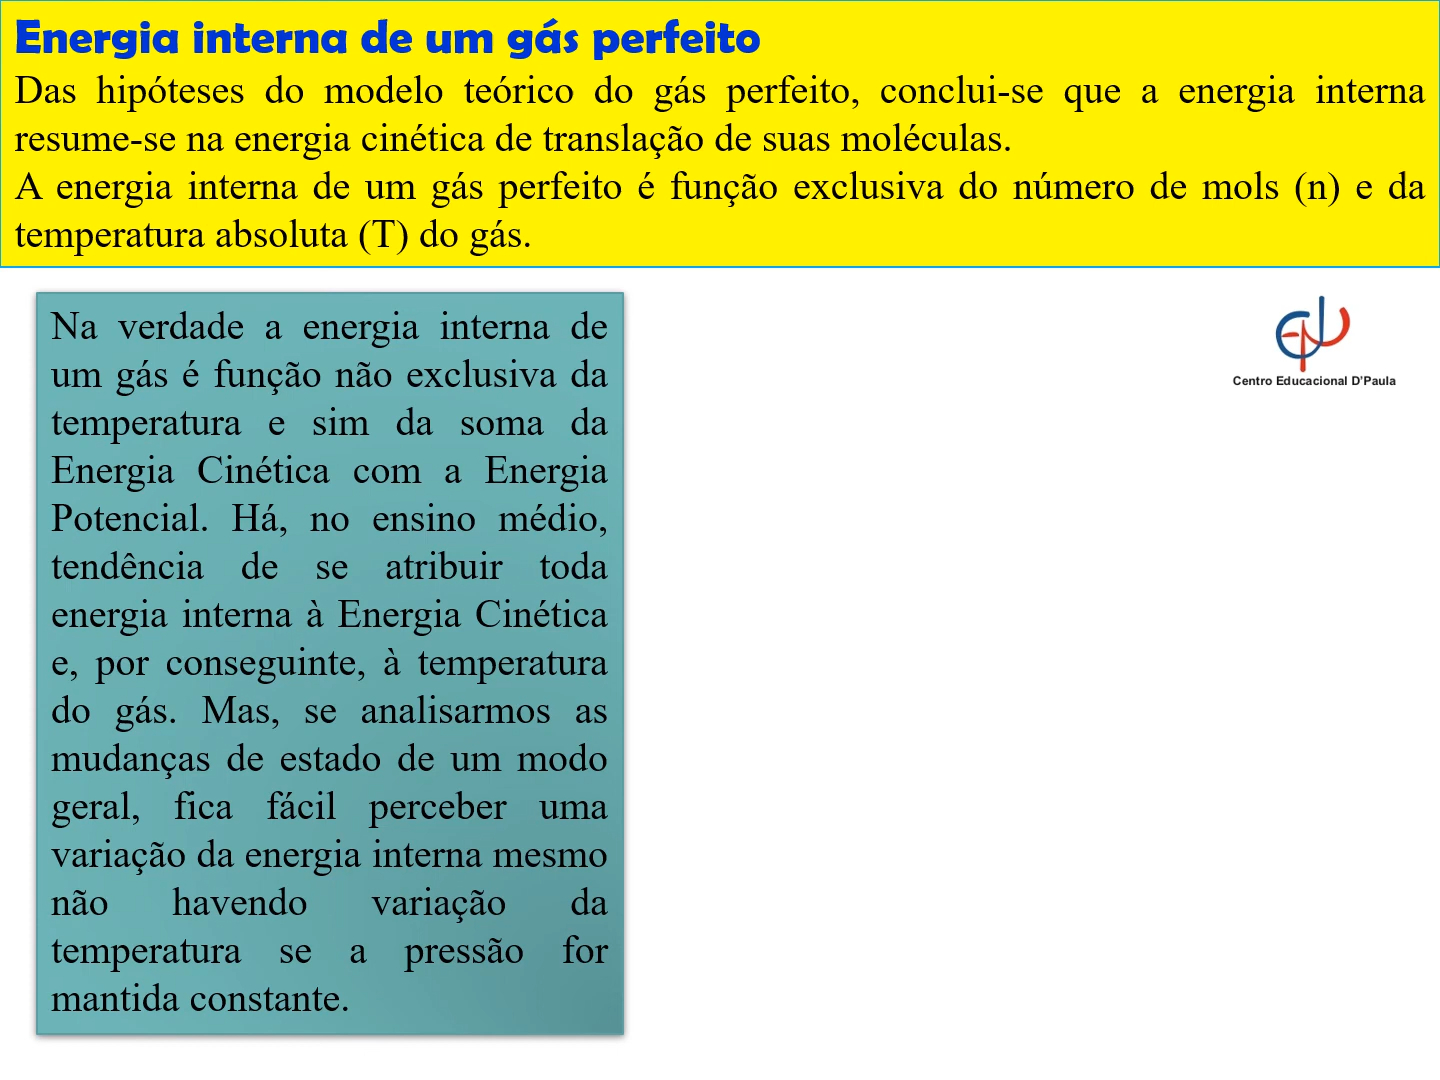 Energia interna de um gás perfeito
Das hipóteses do modelo teórico do gás perfeito, conclui-se que a energia interna
resume-se na energia cinética de translação de suas moléculas.
A energia interna de um gás perfeito é função exclusiva do número de mols (n) e da
temperatura absoluta (T) do gás.
Na verdade a energia interna de
um gás é função não exclusiva da
temperatura e sim da soma da
Energia Cinética com a Energia
Potencial. Há, no ensino médio,
tendência de se atribuir toda
energia interna à Energia Cinética
e, por conseguinte, à temperatura
do gás. Mas, se analisarmos as
mudanças de estado de um modo
geral, fica fácil perceber uma
variação da energia interna mesmo
não havendo variação da
temperatura se a pressão for
mantida constante.
Centro Educacional D'Paula